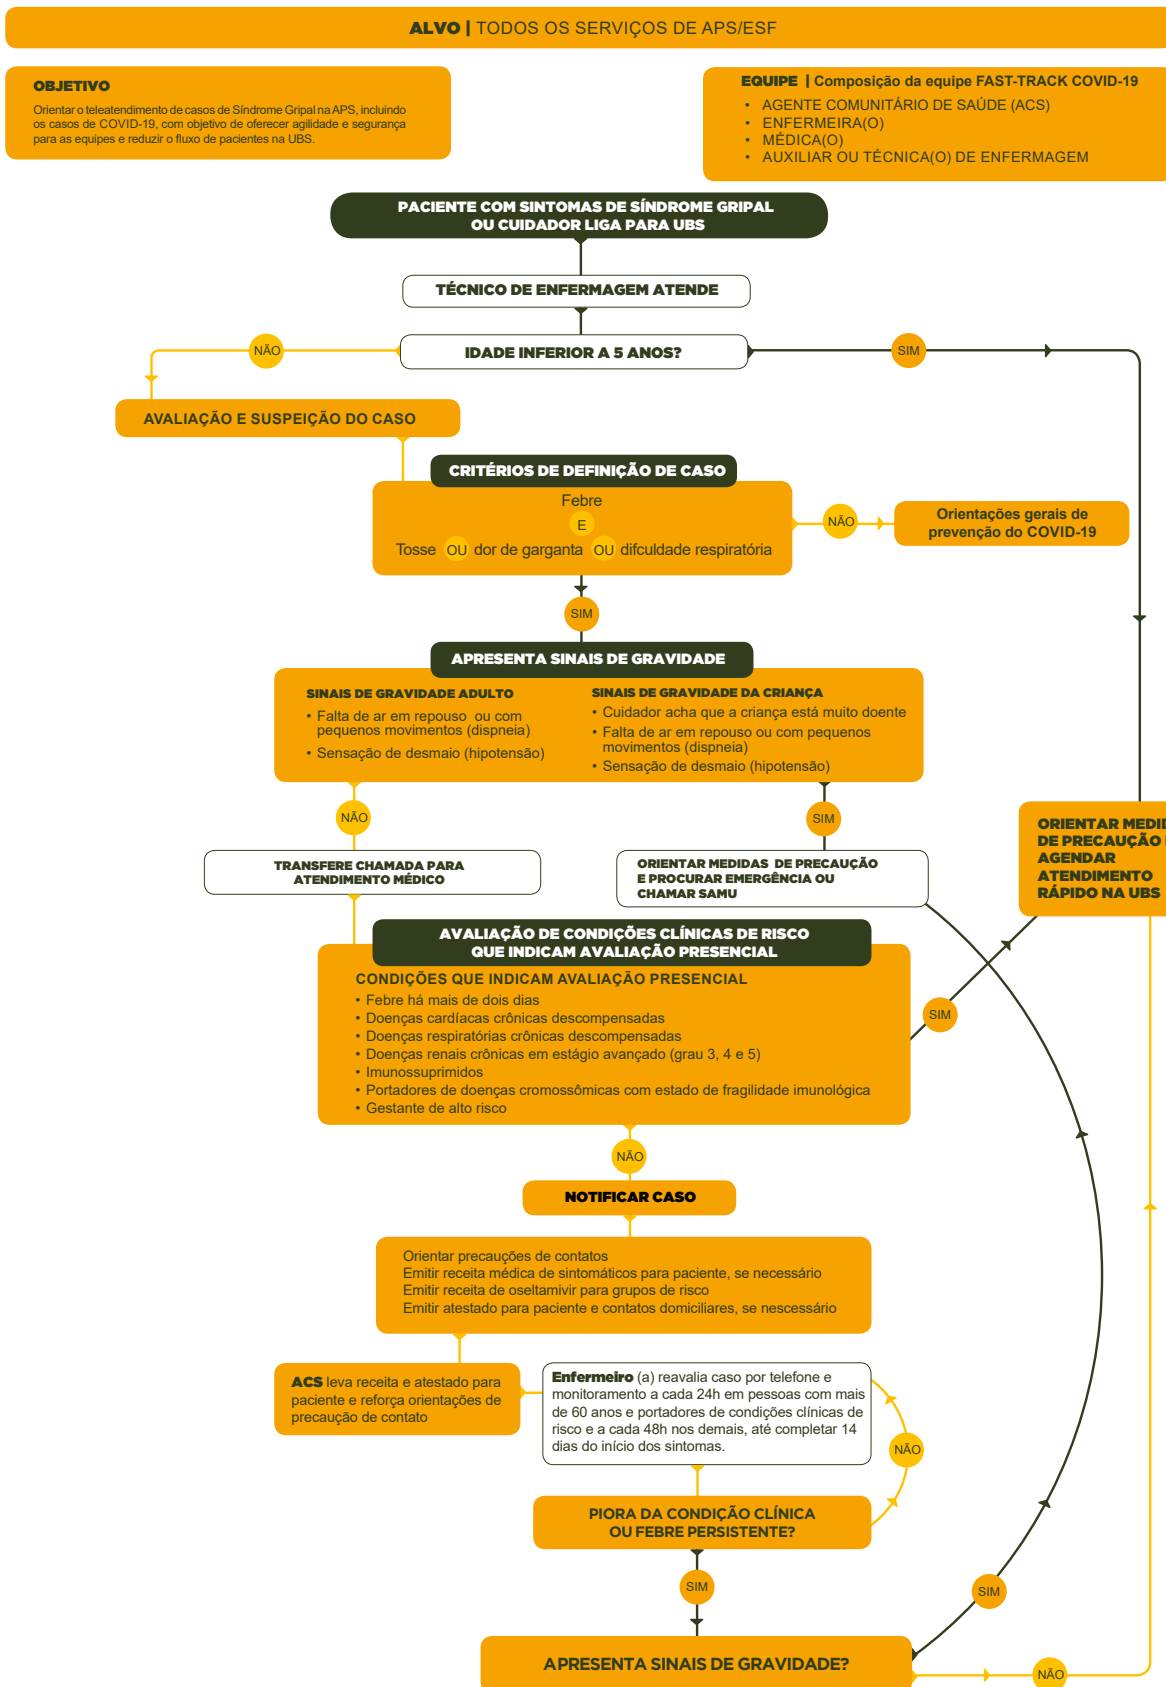 ALVO | TODOS OS SERVIÇOS DE APS/ESF
OBJETIVO
Orientar o teleatendimento de casos de Síndrome Gripal na APS, incluindo
os casos de COVID-19, com objetivo de oferecer agilidade e segurança
para as equipes e reduzir o fluxo de pacientes na UBS.
EQUIPE | Composição da equipe FAST-TRACK COVID-19
• AGENTE COMUNITÁRIO DE SAÚDE (ACS)
• ENFERMEIRA(O)
• MÉDICA(O)
• AUXILIAR OU TÉCNICA(O) DE ENFERMAGEM
PACIENTE COM SINTOMAS DE SÍNDROME GRIPAL
OU CUIDADOR LIGA PARA UBS
TÉCNICO DE ENFERMAGEM ATENDE
IDADE INFERIOR A 5 ANOS?
NÃO
SIM
AVALIAÇÃO E SUSPEIÇÃO DO CASO
CRITÉRIOS DE DEFINIÇÃO DE CASO
Febre
E
Tosse OU dor de garganta OU difculdade respiratória
NÃO
Orientações gerais de
prevenção do COVID-19
SIM
APRESENTA SINAIS DE GRAVIDADE
SINAIS DE GRAVIDADE ADULTO
• Falta de ar em repouso ou com
pequenos movimentos (dispneia)
• Sensação de desmaio (hipotensão)
SINAIS DE GRAVIDADE DA CRIANÇA
• Cuidador acha que a criança está muito doente
• Falta de ar em repouso ou com pequenos
movimentos (dispneia)
• Sensação de desmaio (hipotensão)
NÃO
SIM
TRANSFERE CHAMADA PARA
ATENDIMENTO MÉDICO
ORIENTAR MEDIDAS DE PRECAUÇÃO
E PROCURAR EMERGÊNCIA OU
CHAMAR SAMU
ORIENTAR MEDID
DE PRECAUÇÃO
AGENDAR
ATENDIMENTO
RÁPIDO NA UBS
AVALIAÇÃO DE CONDIÇÕES CLÍNICAS DE RISCO
QUE INDICAM AVALIAÇÃO PRESENCIAL
CONDIÇÕES QUE INDICAM AVALIAÇÃO PRESENCIAL
• Febre há mais de dois dias
• Doenças cardíacas crônicas descompensadas
• Doenças respiratórias crônicas descompensadas
• Doenças renais crônicas em estágio avançado (grau 3, 4 e 5)
• Imunossuprimidos
• Portadores de doenças cromossômicas com estado de fragilidade imunológica
• Gestante de alto risco
SIM
NÃO
NOTIFICAR CASO
Orientar precauções de contatos
Emitir receita médica de sintomáticos para paciente, se necessário
Emitir receita de oseltamivir para grupos de risco
Emitir atestado para paciente e contatos domiciliares, se nescessário
ACS leva receita e atestado para
paciente e reforça orientações de
precaução de contato
Enfermeiro (a) reavalia caso por telefone e
monitoramento a cada 24h em pessoas com mais
de 60 anos e portadores de condições clínicas de
risco e a cada 48h nos demais, até completar 14
dias do início dos sintomas.
NÃO
PIORA DA CONDIÇÃO CLÍNICA
OU FEBRE PERSISTENTE?
SIM
SIM
APRESENTA SINAIS DE GRAVIDADE?
NÃO